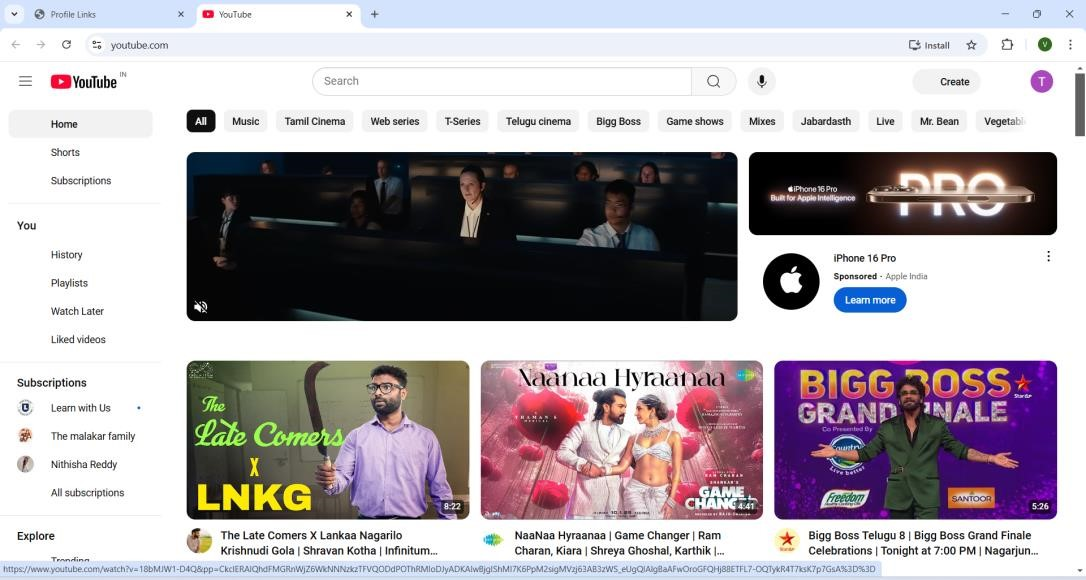 Profile Links
YouTube
youtube.com
Install
V
YouTube IN
Search
Create
T
Home
Shorts
Subscriptions
You
History
Playlists
Watch Later
Liked videos
Subscriptions
Learn with Us
The malakar family
Nithisha Reddy
All subscriptions
Explore
All
Music
Tamil Cinema
Web series
T-Series
Telugu cinema
Bigg Boss
Game shows
Mixes
Jabardasth
Live
Mr. Bean
iPhone 16 Pro
Built for Apple Intelligence
PRO
iPhone 16 Pro
Sponsored · Apple India
Learn more
The
Late Comers
X
LNKG
8:22
The Late Comers X Lankaa Nagarilo
Krishnudi Gola | Shravan Kotha | Infinitum...
Naanaa Hyraanaa
GAME
4:41
NaaNaa Hyraanaa | Game Changer | Ram
Charan, Kiara | Shreya Ghoshal, Karthik |...
BIGG BOSS
GRAND FINALE
Co Presented By
Country
Live better
Freedom
SANTOOR
5:26
Bigg Boss Telugu 8 | Bigg Boss Grand Finale
Celebrations | Tonight at 7:00 PM | Nagarjun...